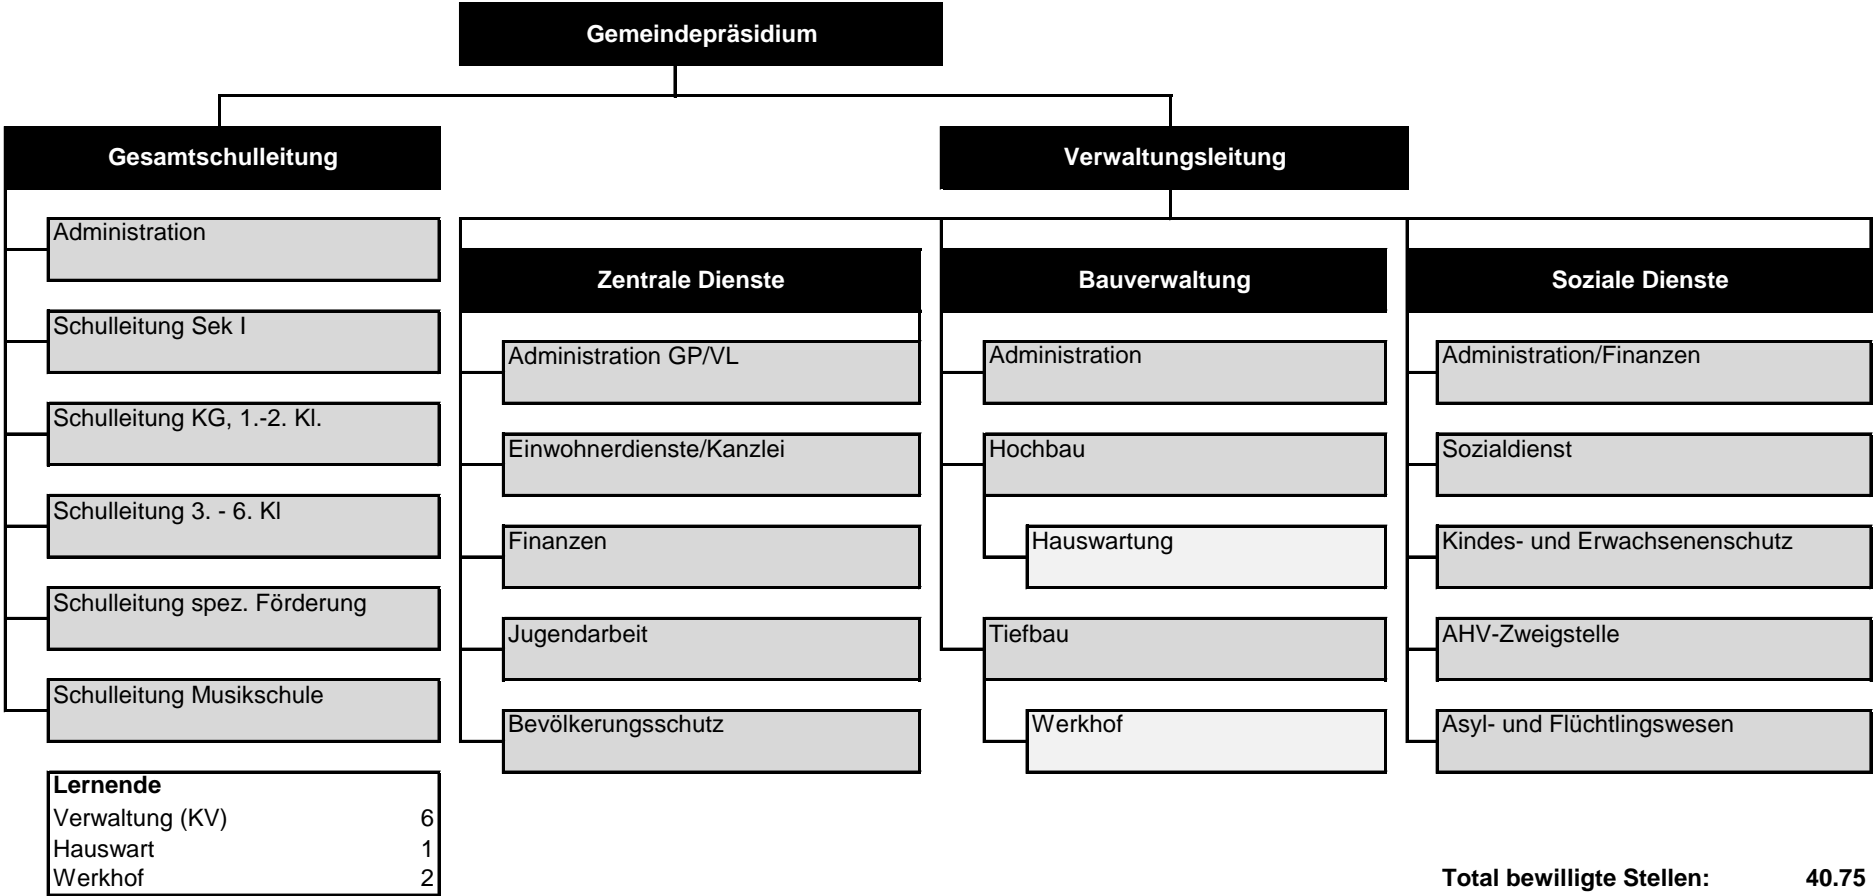 Gemeindepräsidium
Gesamtschulleitung
Verwaltungsleitung
Administration
Schulleitung Sek I
Schulleitung KG, 1.-2. Kl.
Schulleitung 3. - 6. Kl
Schulleitung spez. Förderung
Schulleitung Musikschule
Zentrale Dienste
Administration GP/VL
Einwohnerdienste/Kanzlei
Finanzen
Jugendarbeit
Bevölkerungsschutz
Bauverwaltung
Administration
Hochbau
Hauswartung
Tiefbau
Werkhof
Soziale Dienste
Administration/Finanzen
Sozialdienst
Kindes- und Erwachsenenschutz
AHV-Zweigstelle
Asyl- und Flüchtlingswesen
Lernende
Verwaltung (KV) 6
Hauswart 1
Werkhof 2
Total bewilligte Stellen: 40.75